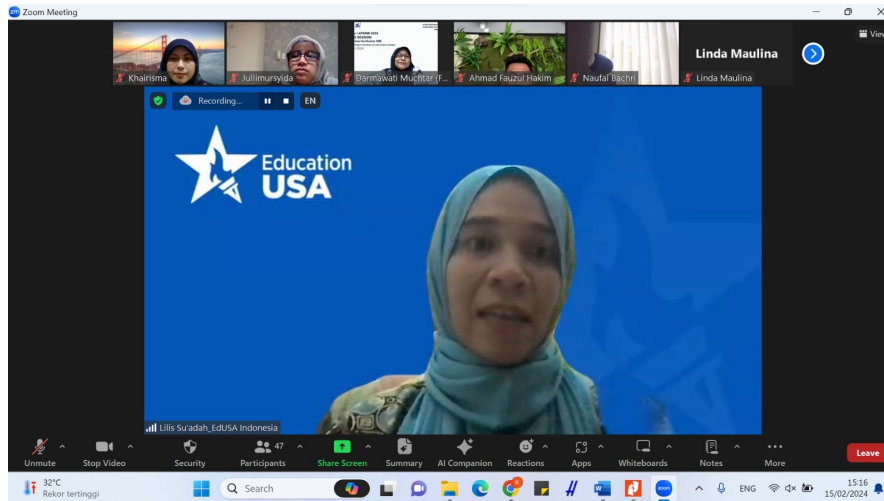 Zoom Meeting
View
Khairisma
Jullimursyida
Darmawati Muchtar (F...
Ahmad Fauzul Hakim
Naufal Bachri
Linda Maulina
Linda Maulina
Recording...
EN
Education
USA
Lilis Su'adah_EdUSA Indonesia
Unmute
Stop Video
Security
47
Participants
Share Screen
Summary
AI Companion
Reactions
Apps
Whiteboards
Notes
More
Leave
32°C
Rekor tertinggi
Search
ENG
15:16
15/02/2024